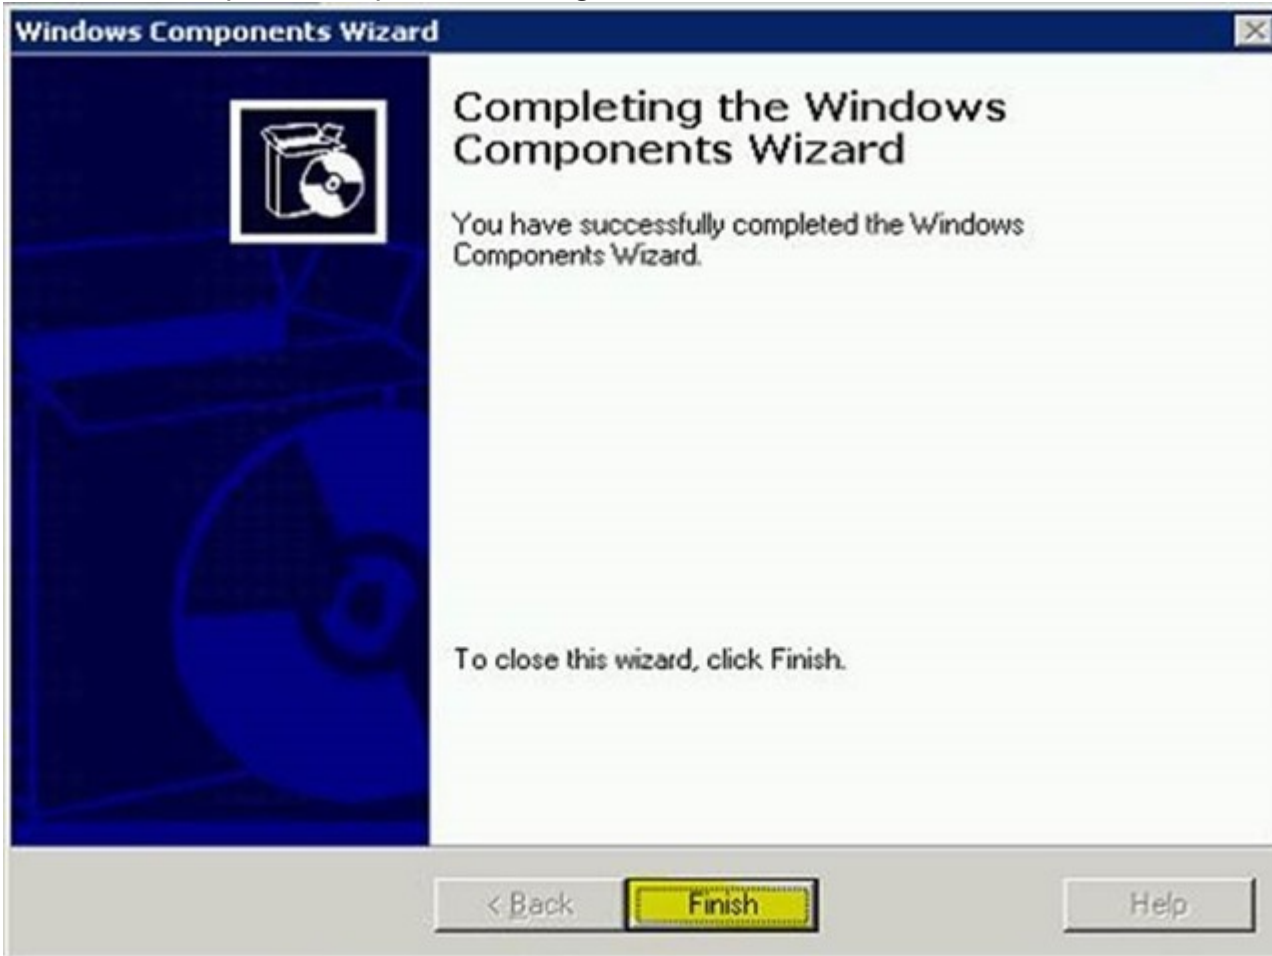 Windows Components Wizard
Completing the Windows
Components Wizard
You have successfully completed the Windows
Components Wizard.
To close this wizard, click Finish.
< Back
Finish
Help